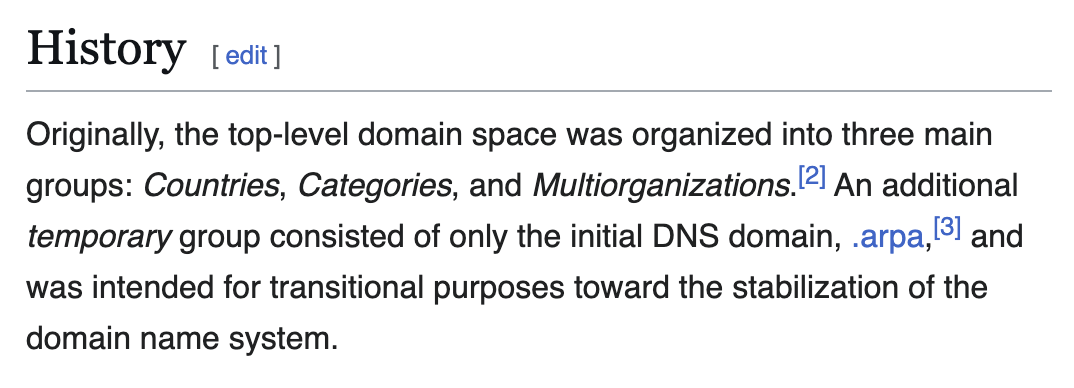 History [ edit ]
Originally, the top-level domain space was organized into three main
groups: Countries, Categories, and Multiorganizations.[2] An additional
temporary group consisted of only the initial DNS domain, .arpa,[3] and
was intended for transitional purposes toward the stabilization of the
domain name system.